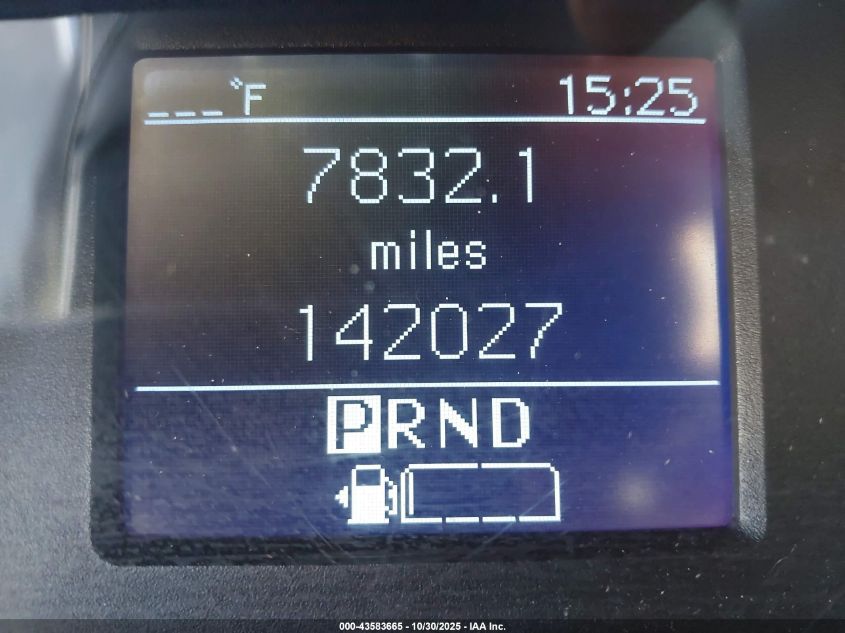 ___°F 15:25
7832.1
miles
142027
PRND
000-43583665 - 10/30/2025 - IAA Inc.